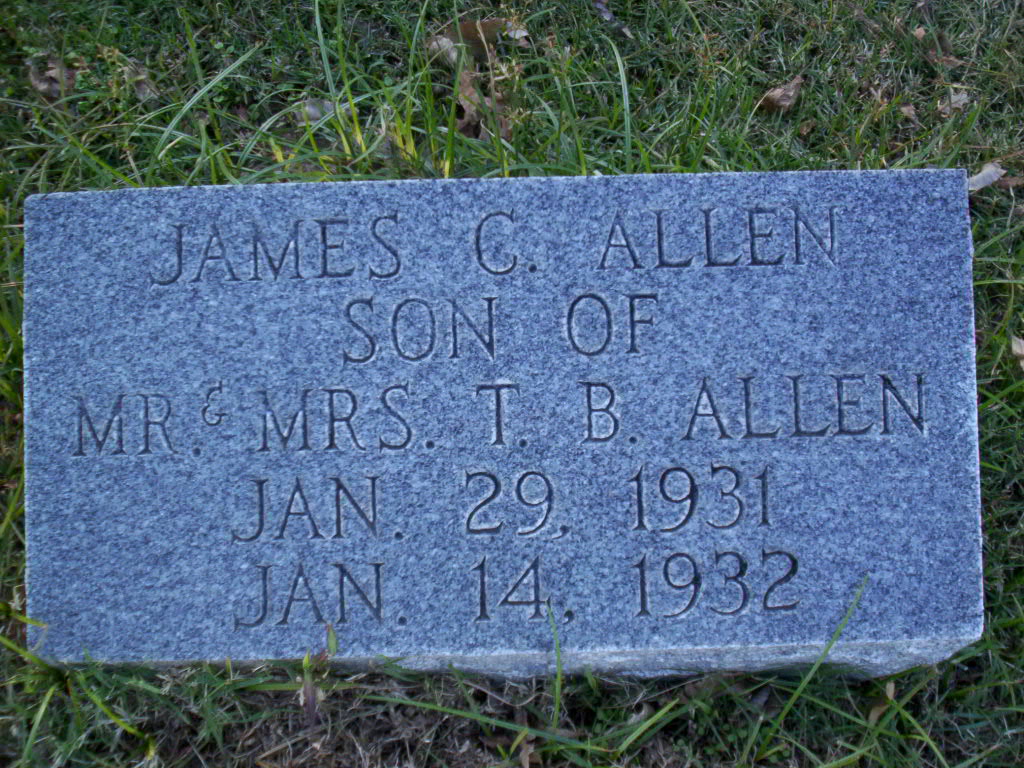 JAMES C. ALLEN
SON OF
MR. & MRS. T. B. ALLEN
JAN. 29, 1931
JAN. 14, 1932